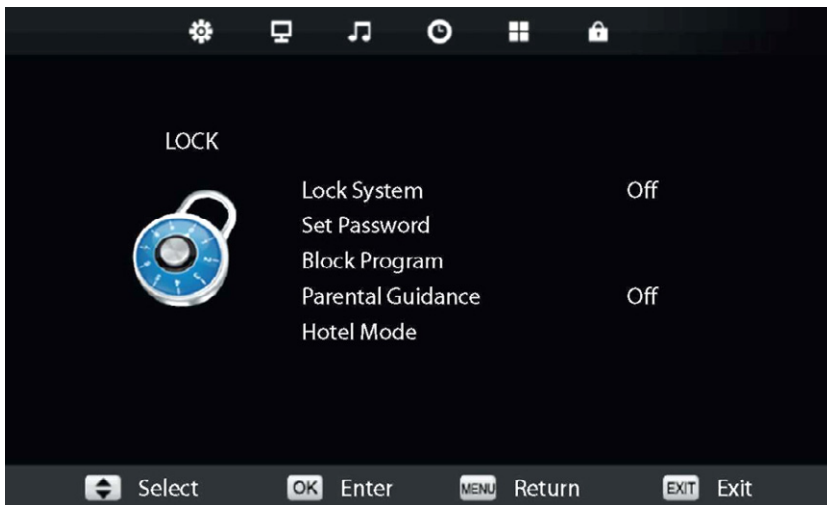 LOCK
Lock System Off
Set Password
Block Program
Parental Guidance Off
Hotel Mode
Select OK Enter MENU Return EXIT Exit